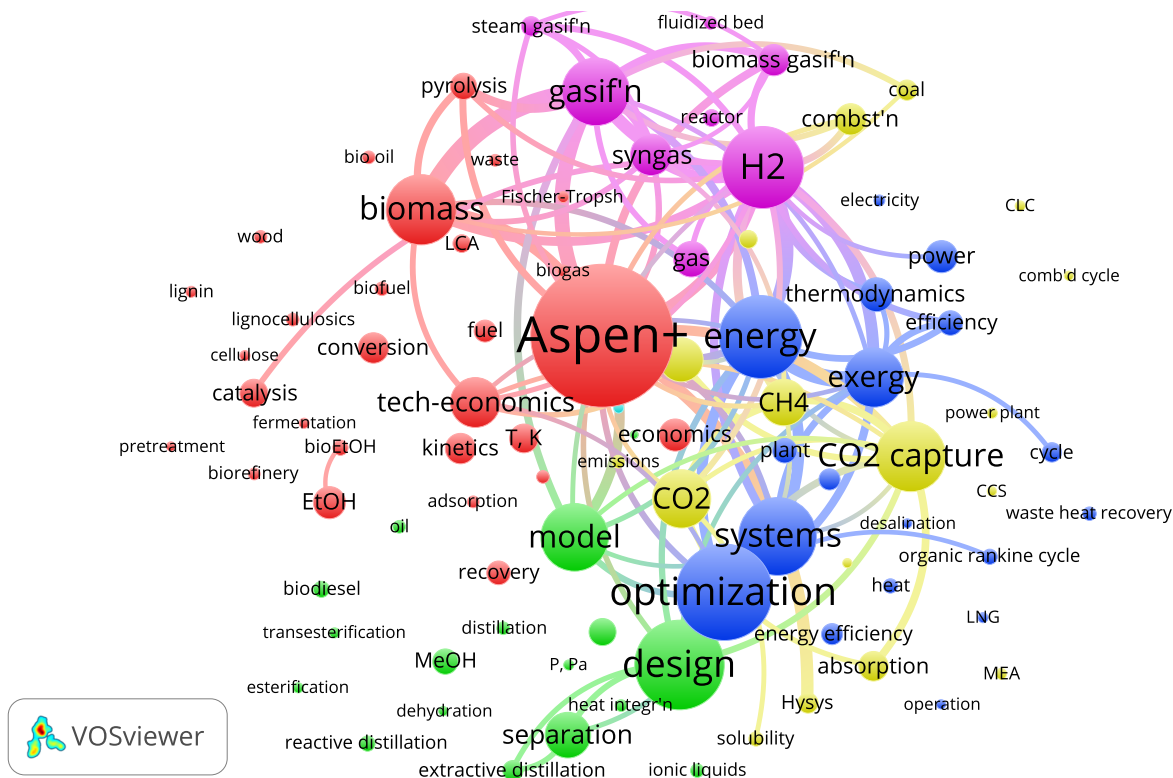 steam gasif'n
fluidized bed
biomass gasif'n
pyrolysis
gasif'n
coal
reactor
combst'n
bio oil
waste
syngas
H2
Fischer-Tropsh
electricity
biomass
CLC
wood
LCA
gas
power
biogas
comb'd cycle
lignin
biofuel
thermodynamics
lignocellulosics
fuel
Aspen+
energy
efficiency
conversion
cellulose
exergy
catalysis
tech-economics
CH4
power plant
fermentation
economics
pretreatment
bioEtOH
kinetics
T, K
plant
CO2 capture
cycle
emissions
biorefinery
EtOH
adsorption
CO2
CCS
waste heat recovery
oil
model
systems
desalination
organic rankine cycle
recovery
biodiesel
optimization
heat
LNG
transesterification
distillation
energy efficiency
MeOH
P, Pa
design
absorption
MEA
esterification
heat integr'n
Hysys
operation
dehydration
VOSviewer
reactive distillation
separation
solubility
extractive distillation
ionic liquids